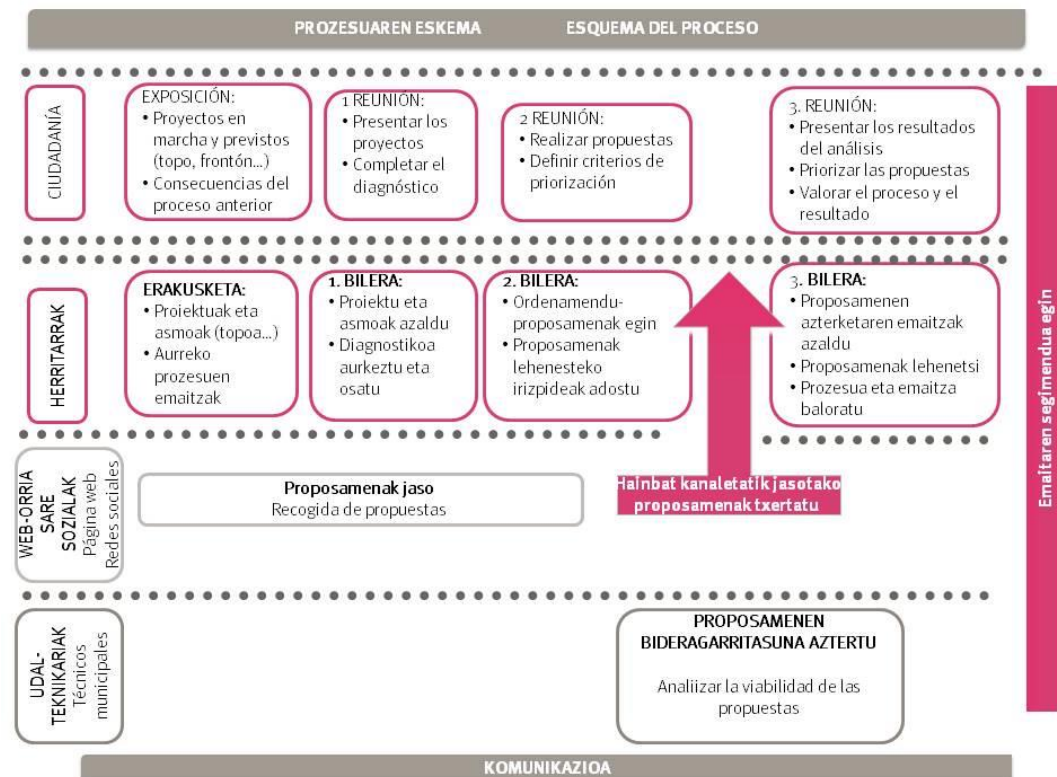 PROZESUAREN ESKEMA ESQUEMA DEL PROCESO
CIUDADANÍA
EXPOSICIÓN:
• Proyectos en
marcha y previstos
(topo, frontón...)
• Consecuencias del
proceso anterior
1 REUNIÓN:
• Presentar los
proyectos
• Completar el
diagnóstico
2 REUNIÓN:
• Realizar propuestas
• Definir criterios de
priorización
3. REUNIÓN:
• Presentar los resultados
del análisis
• Priorizar las propuestas
• Valorar el proceso y el
resultado
HERRITARRAK
ERAKUSKETA:
• Proiektuak eta
asmoak (topoa...)
• Aurreko
prozesuen
emaitzak
1. BILERA:
• Proiektu eta
asmoak azaldu
• Diagnostikoa
aurkeztu eta
osatu
2. BILERA:
• Ordenamendu-
proposamenak egin
• Proposamenak
lehenesteko
irizpideak adostu
3. BILERA:
• Proposamenen
azterketaren emaitzak
azaldu
• Proposamenak lehenetsi
• Prozesua eta emaitza
baloratu
Hainbat kanaletatik jasotako
proposamenak txertatu
WEB-ORRIA
SARE
SOZIALAK
Página web
Redes sociales
Proposamenak jaso
Recogida de propuestas
UDAL-
TEKNIKARIAK
Técnicos
municipales
PROPOSAMENEN
BIDERAGARRITASUNA AZTERTU
Analiizar la viabilidad de las
propuestas
Emaitaren segimendua egin
KOMUNIKAZIOA